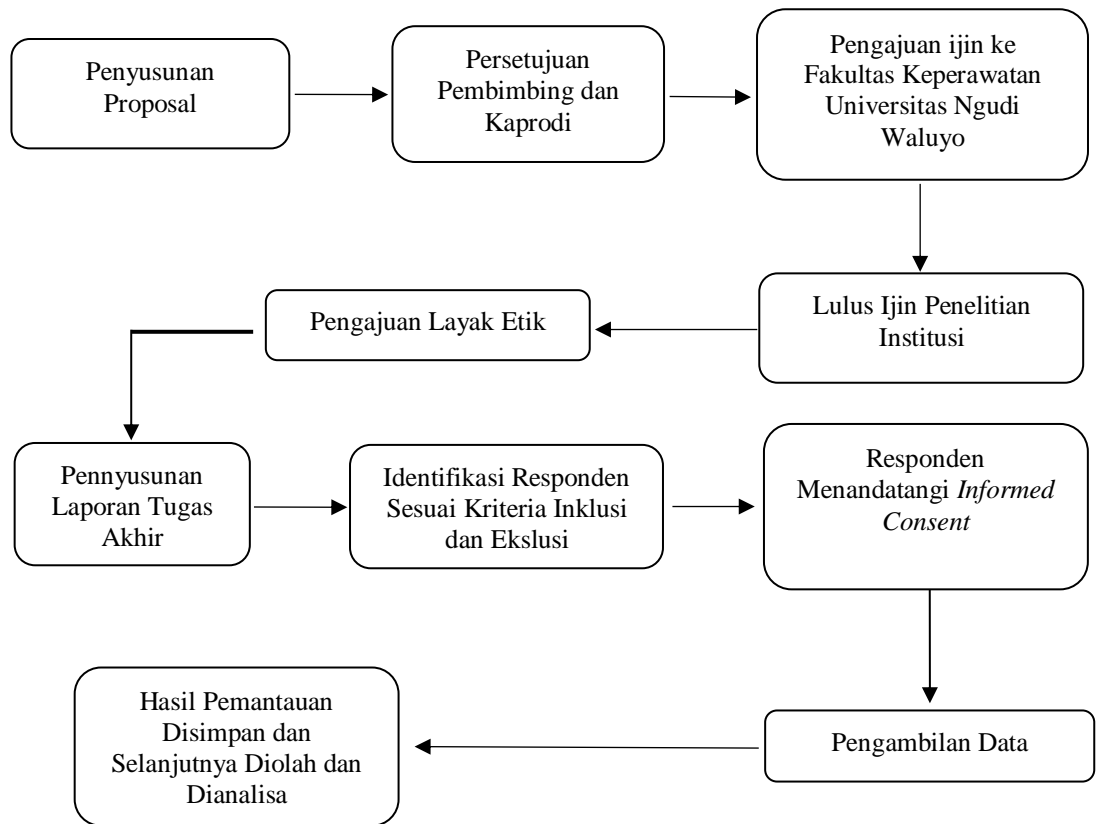 Penyusunan
Proposal
Persetujuan
Pembimbing dan
Kaprodi
Pengajuan ijin ke
Fakultas Keperawatan
Universitas Ngudi
Waluyo
Lulus Ijin Penelitian
Institusi
Pengajuan Layak Etik
Pennyusunan
Laporan Tugas
Akhir
Identifikasi Responden
Sesuai Kriteria Inklusi
dan Ekslusi
Responden
Menandatangi Informed
Consent
Pengambilan Data
Hasil Pemantauan
Disimpan dan
Selanjutnya Diolah dan
Dianalisa